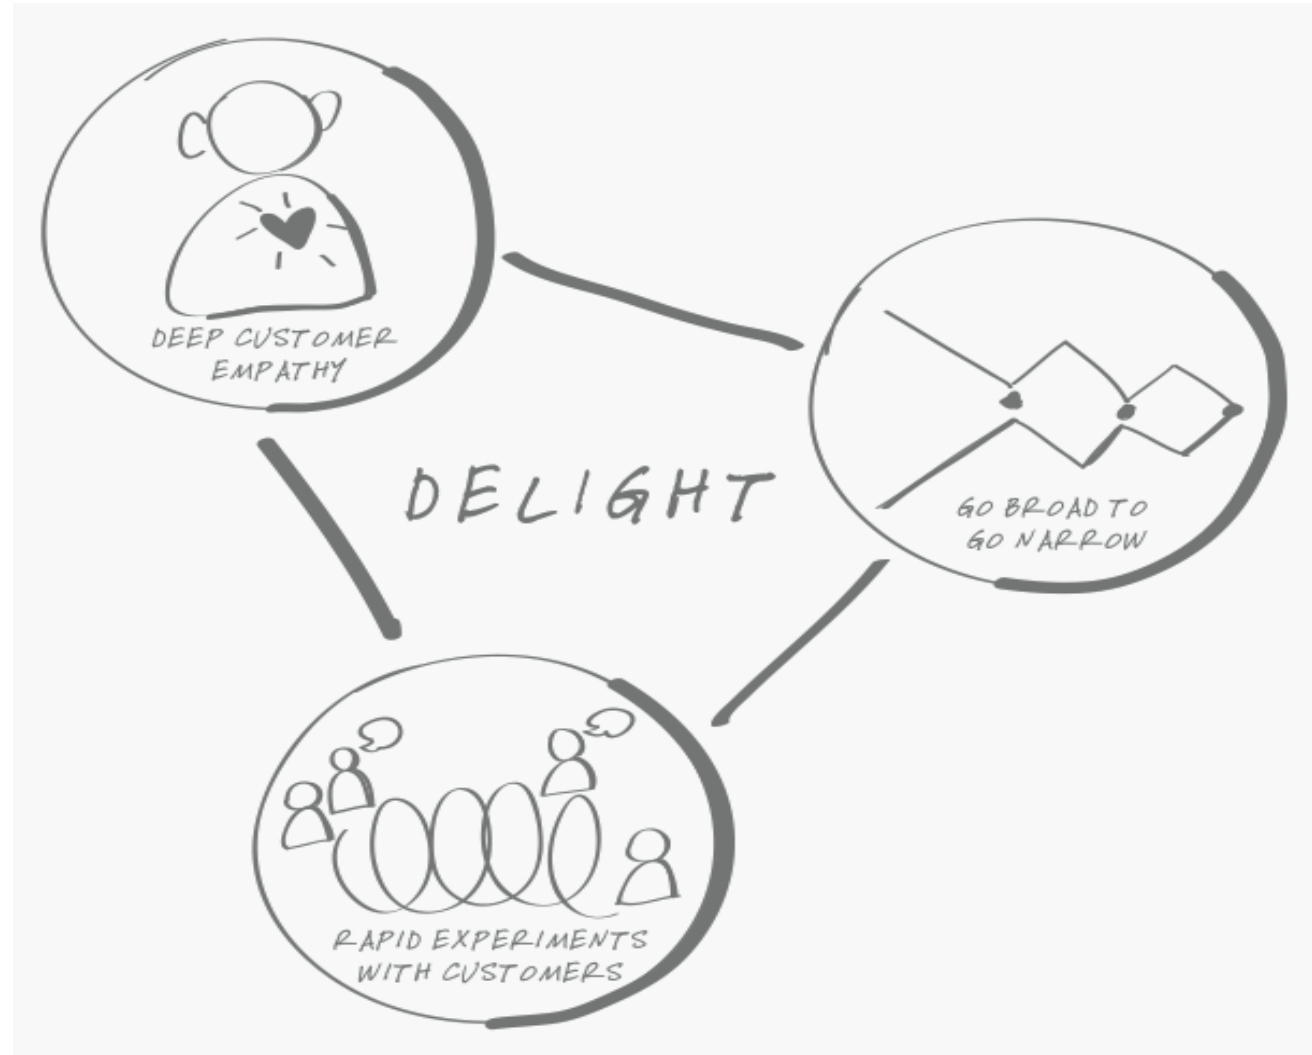 DEEP CUSTOMER
EMPATHY
DELIGHT
GO BROAD TO
GO NARROW
RAPID EXPERIMENTS
WITH CUSTOMERS